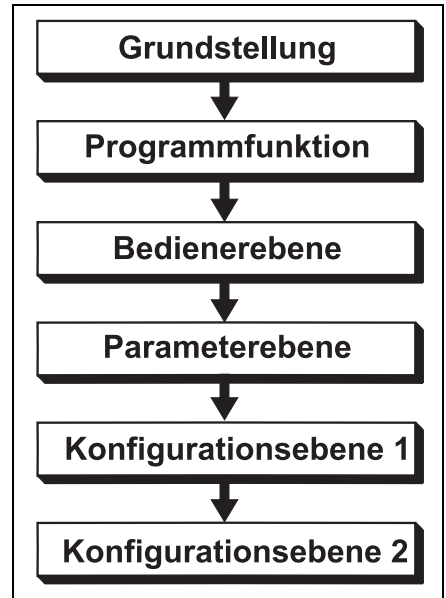 Grundstellung
Programmfunktion
Bedienerebene
Parameterebene
Konfigurationsebene 1
Konfigurationsebene 2